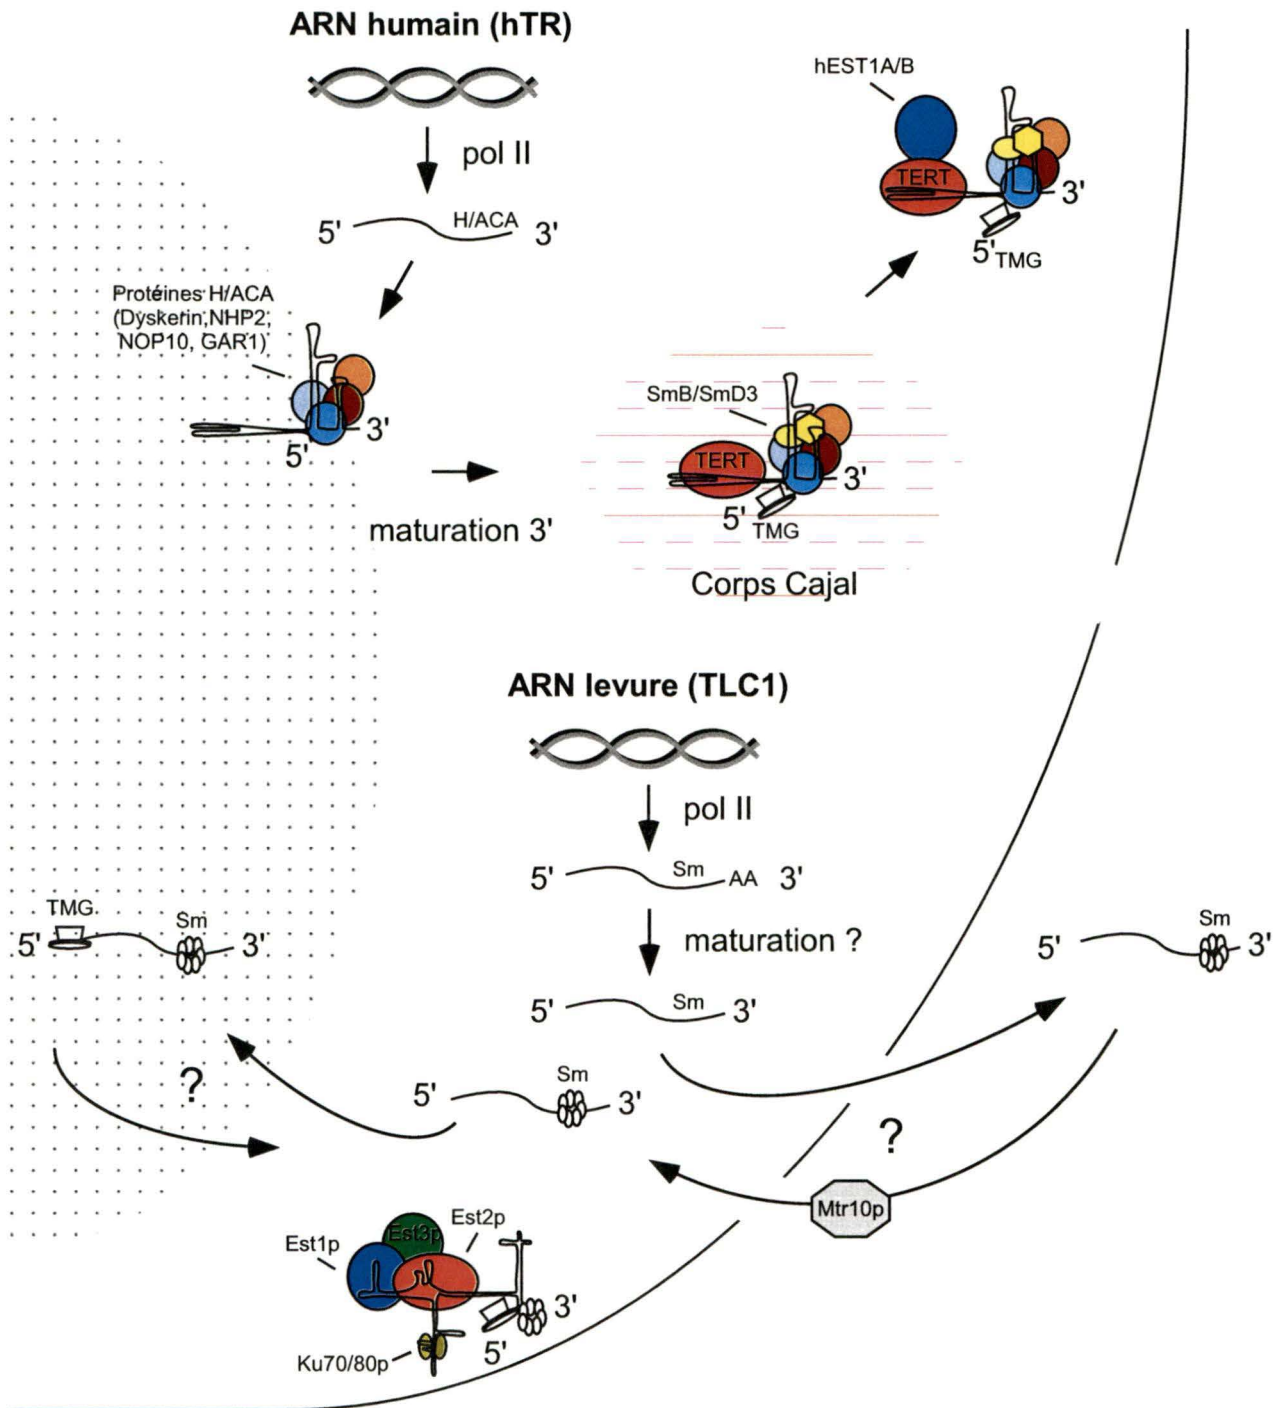 ARN humain (hTR)
hEST1A/B
pol II
TERT
3'
5' H/ACA 3'
5' TMG
Protéines H/ACA
(Dyskerin,NHP2,
NOP10, GAR1)
SmB/SmD3
3'
5'
TERT
3'
5' TMG
maturation 3'
Corps Cajal
ARN levure (TLC1)
pol II
5' Sm AA 3'
TMG
5' Sm 3'
maturation ?
5' Sm 3'
5' Sm 3'
?
5' Sm 3'
?
Mtr10p
Est1p
Est3p
Est2p
3'
5'
Ku70/80p